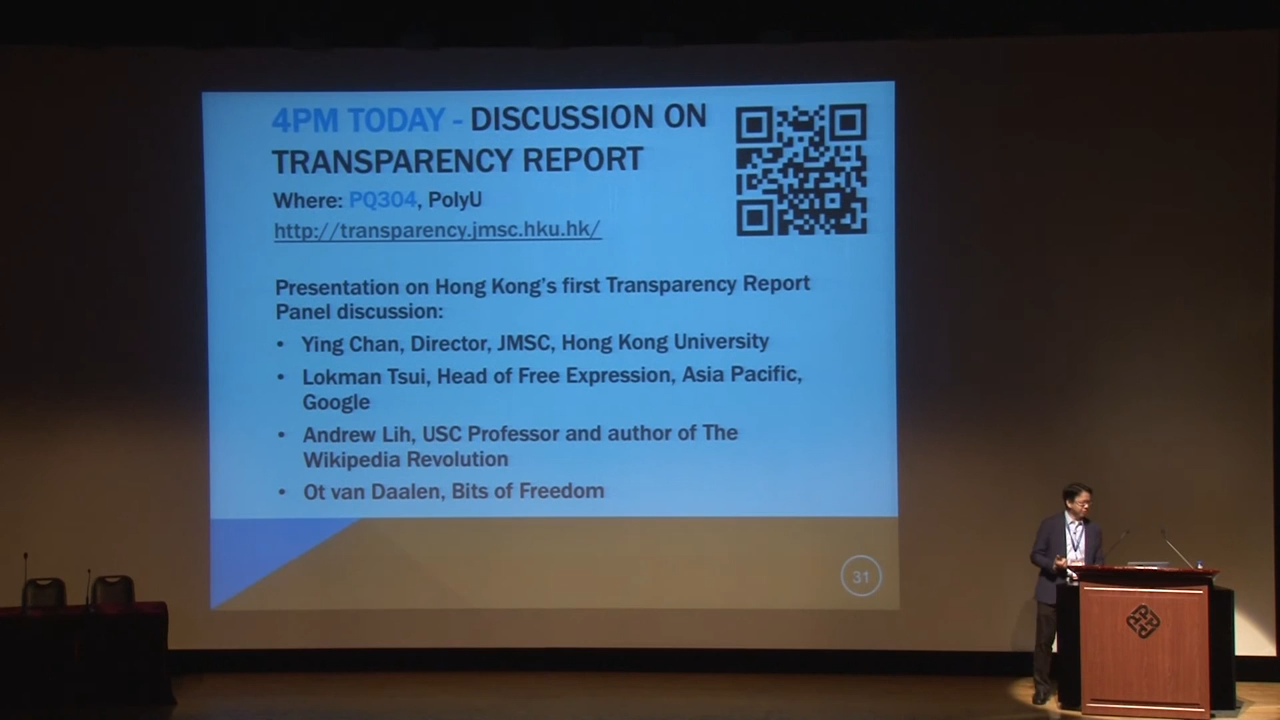 4PM TODAY - DISCUSSION ON
TRANSPARENCY REPORT
Where: PQ304, PolyU
http://transparency.jmsc.hku.hk/
Presentation on Hong Kong's first Transparency Report
Panel discussion:
• Ying Chan, Director, JMSC, Hong Kong University
• Lokman Tsui, Head of Free Expression, Asia Pacific,
Google
• Andrew Lih, USC Professor and author of The
Wikipedia Revolution
• Ot van Daalen, Bits of Freedom
31